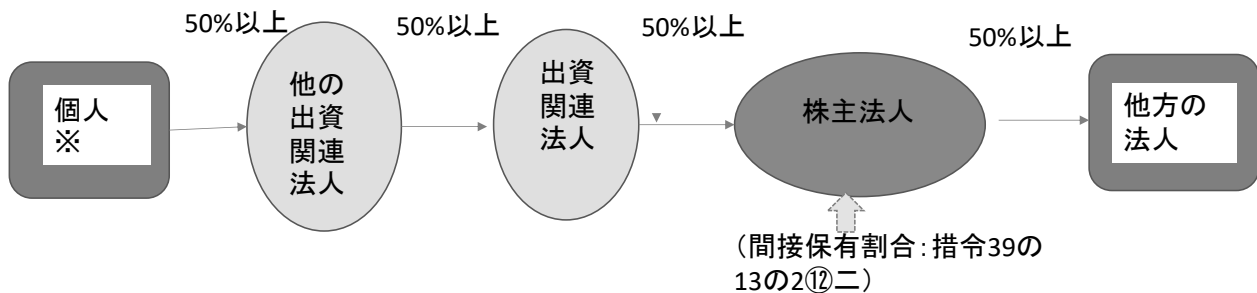 50%以上
50%以上
50%以上
50%以上
個人
※
他の
出資
関連
法人
出資
関連
法人
株主法人
他方の
法人
（間接保有割合：措令39の
13の2⑫二）